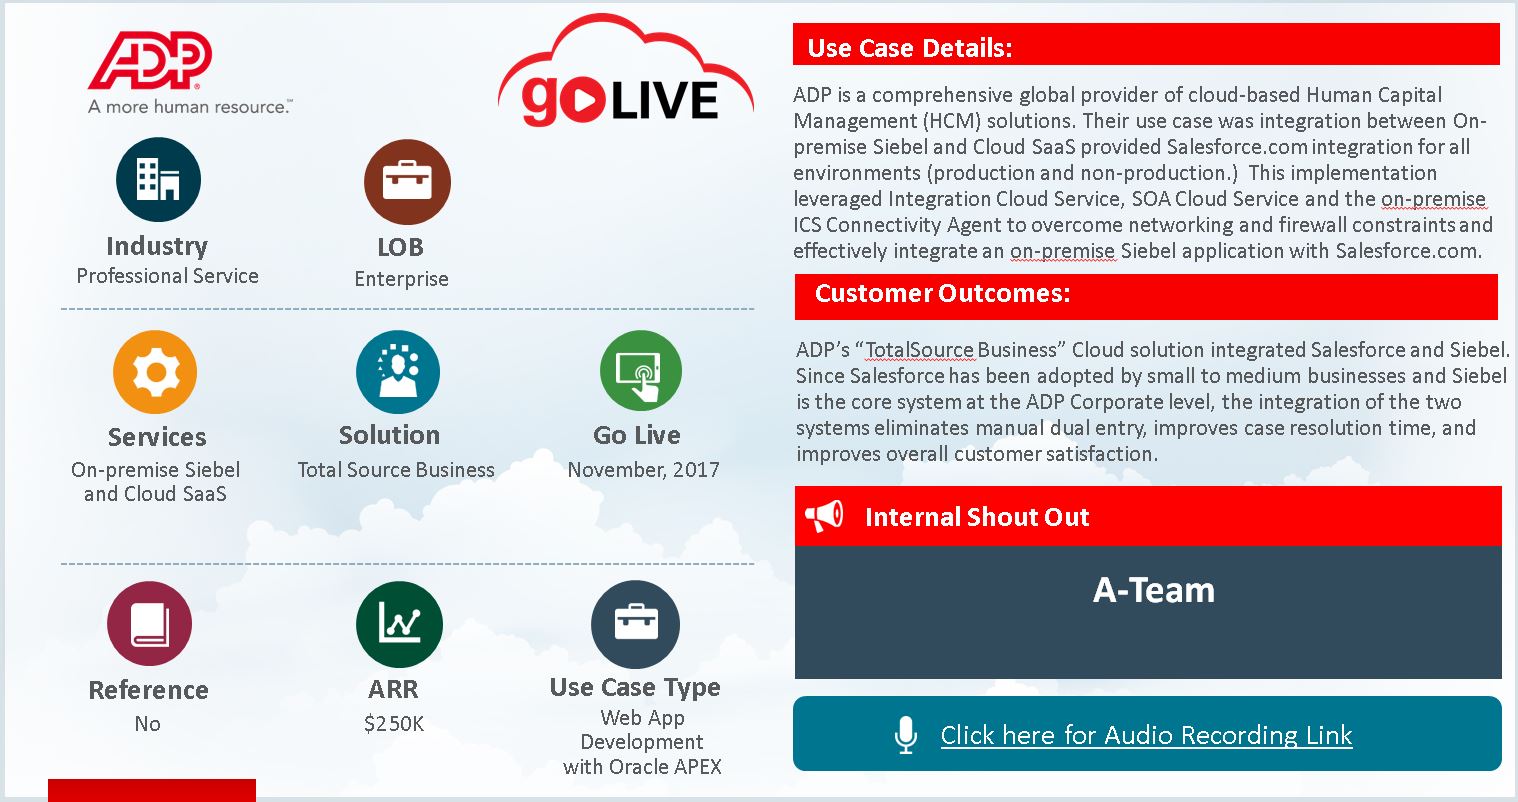 ADP
A more human resource.™
go LIVE
Industry
Professional Service
LOB
Enterprise
Services
On-premise Siebel
and Cloud SaaS
Solution
Total Source Business
Go Live
November, 2017
Reference
No
ARR
$250K
Use Case Type
Web App
Development
with Oracle APEX
Use Case Details:
ADP is a comprehensive global provider of cloud-based Human Capital
Management (HCM) solutions. Their use case was integration between On-
premise Siebel and Cloud SaaS provided Salesforce.com integration for all
environments (production and non-production.)  This implementation
leveraged Integration Cloud Service, SOA Cloud Service and the on-premise
ICS Connectivity Agent to overcome networking and firewall constraints and
effectively integrate an on-premise Siebel application with Salesforce.com.
Customer Outcomes:
ADP’s “TotalSource Business” Cloud solution integrated Salesforce and Siebel.
Since Salesforce has been adopted by small to medium businesses and Siebel
is the core system at the ADP Corporate level, the integration of the two
systems eliminates manual dual entry, improves case resolution time, and
improves overall customer satisfaction.
Internal Shout Out
A-Team
Click here for Audio Recording Link